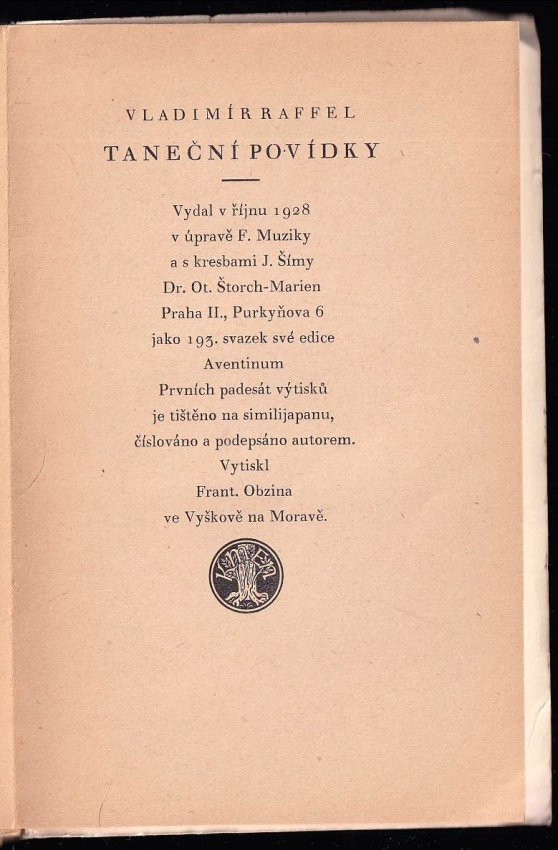 VLADIMÍR RAFFEL
TANEČNÍ POVÍDKY
Vydal v říjnu 1928
v úpravě F. Muziky
a s kresbami J. Šímy
Dr. Ot. Štorch-Marien
Praha II., Purkyňova 6
jako 193. svazek své edice
Aventinum
Prvních padesát výtisků
je tištěno na similijapanu,
číslováno a podepsáno autorem.
Vytiskl
Frant. Obzina
ve Vyškově na Moravě.